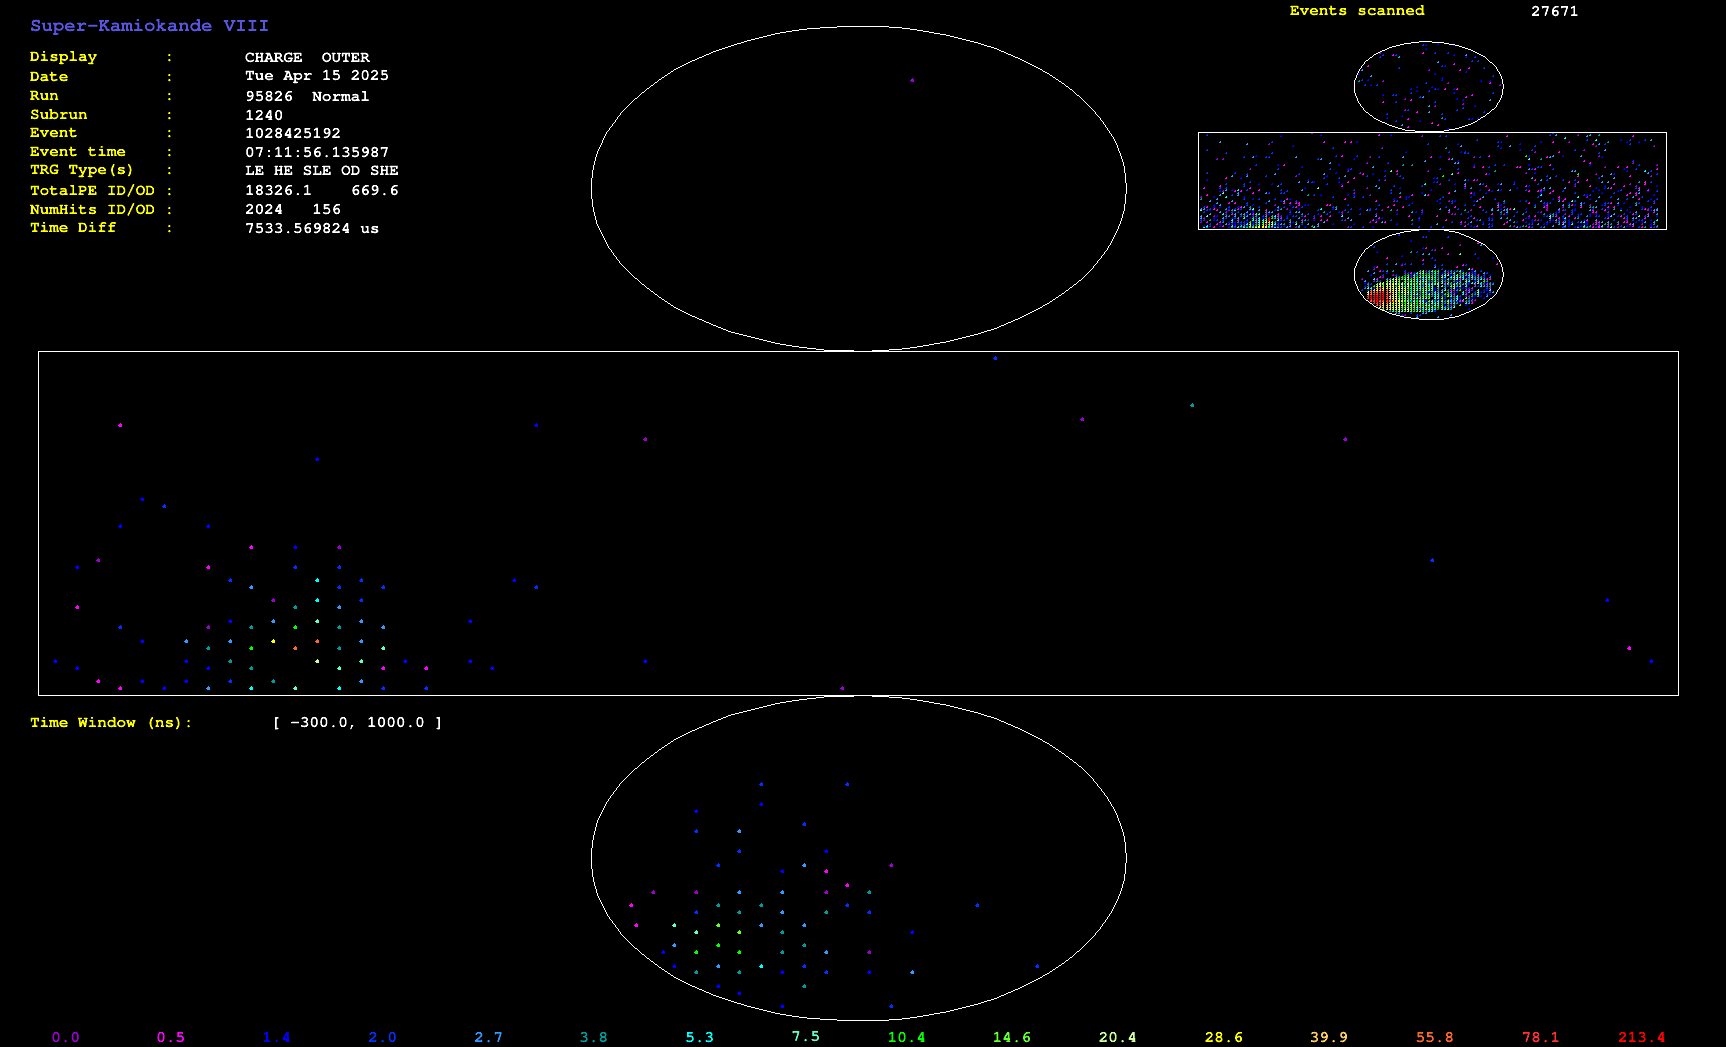 Super-Kamiokande VIII
Events scanned 27671
Display : CHARGE OUTER
Date : Tue Apr 15 2025
Run : 95826 Normal
Subrun : 1240
Event : 1028425192
Event time : 07:11:56.135987
TRG Type(s) : LE HE SLE OD SHE
TotalPE ID/OD : 18326.1 669.6
NumHits ID/OD : 2024 156
Time Diff : 7533.569824 us
Time Window (ns): [ -300.0, 1000.0 ]
0.0 0.5 1.4 2.0 2.7 3.8 5.3 7.5 10.4 14.6 20.4 28.6 39.9 55.8 78.1 213.4